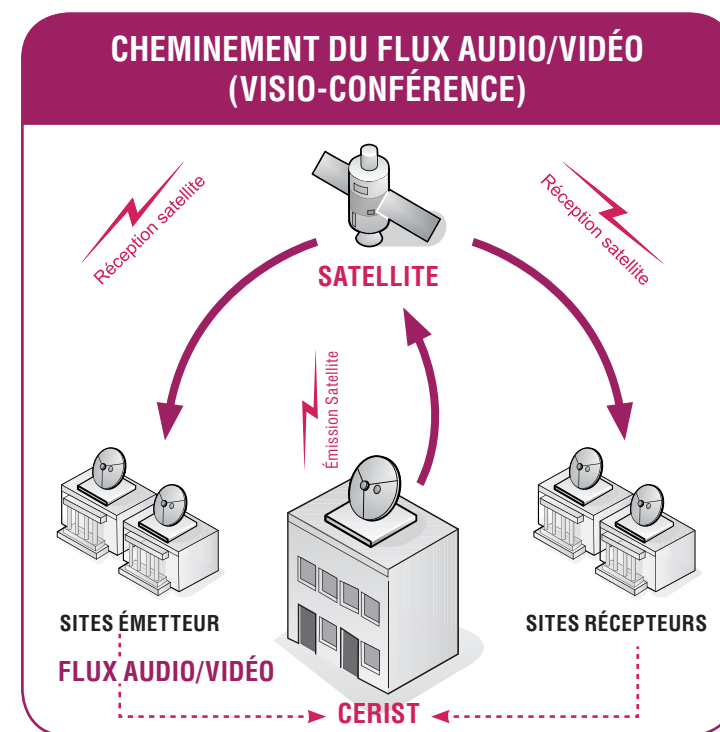 CHEMINEMENT DU FLUX AUDIO/VIDÉO
(VISIO-CONFÉRENCE)
Réception satellite
Réception satellite
SATELLITE
Émission Satellite
SITES ÉMETTEUR
SITES RÉCEPTEURS
FLUX AUDIO/VIDÉO
CERIST